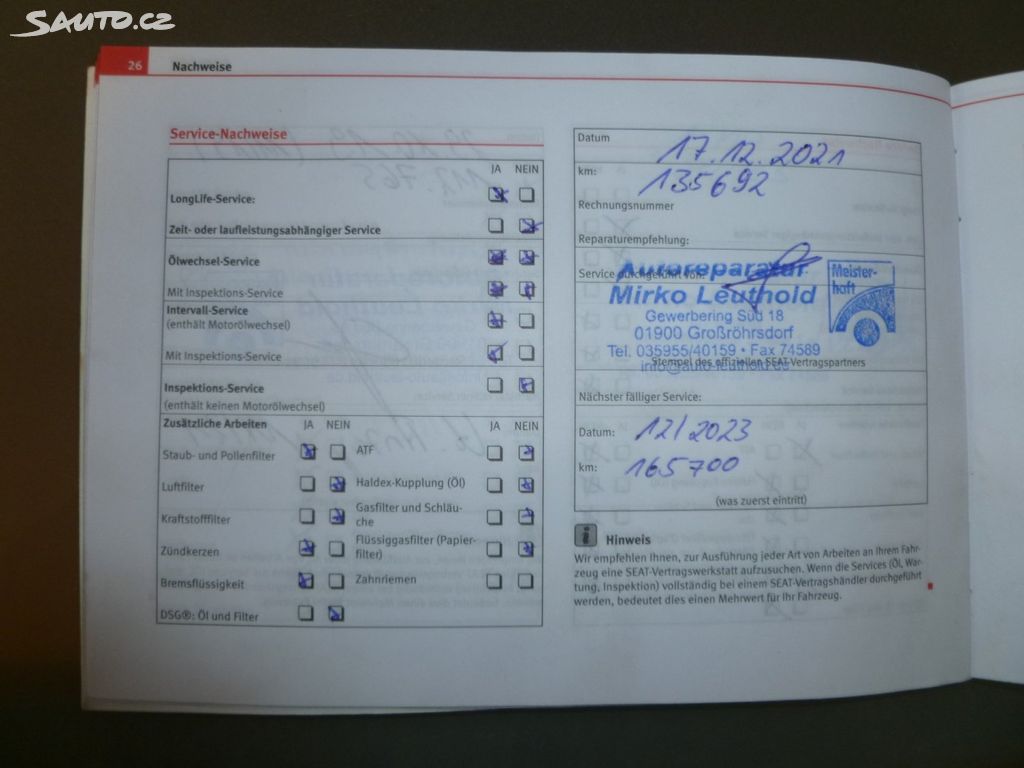 SAUTO.CZ
26 Nachweise
Service-Nachweise
JA NEIN
LongLife-Service:
Zeit- oder laufleistungsabhängiger Service
Ölwechsel-Service
Mit Inspektions-Service
Intervall-Service
(enthält Motorölwechsel)
Mit Inspektions-Service
Inspektions-Service
(enthält keinen Motorölwechsel)
Zusätzliche Arbeiten JA NEIN JA NEIN
Staub- und Pollenfilter ATF
Luftfilter Haldex-Kupplung (Öl)
Kraftstofffilter Gasfilter und Schläu-
che
Zündkerzen Flüssiggasfilter (Papier-
filter)
Bremsflüssigkeit Zahnriemen
DSG®: Öl und Filter
Datum 17.12.2021
km: 135692
Rechnungsnummer
Reparaturempfehlung:
Service durchgeführt von:
Autoreparatur
Mirko Leuthold
Gewerbering Süd 18
01900 Großröhrsdorf
Tel. 035955/40159 • Fax 74589
info@auto-leuthold.de
Meister-
haft
Stempel des offiziellen SEAT-Vertragspartners
Nächster fälliger Service:
Datum: 12/2023
km: 165700
(was zuerst eintritt)
i Hinweis
Wir empfehlen Ihnen, zur Ausführung jeder Art von Arbeiten an Ihrem Fahr-
zeug eine SEAT-Vertragswerkstatt aufzusuchen. Wenn die Services (Öl, War-
tung, Inspektion) vollständig bei einem SEAT-Vertragshändler durchgeführt
werden, bedeutet dies einen Mehrwert für Ihr Fahrzeug.